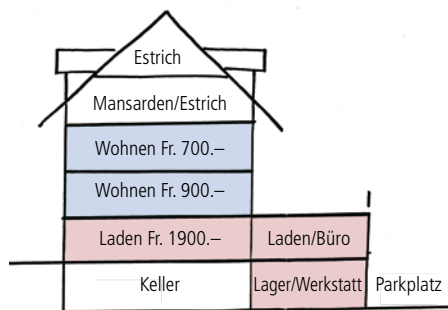 Estrich
Mansarden/Estrich
Wohnen Fr. 700.–
Wohnen Fr. 900.–
Laden Fr. 1900.– Laden/Büro
Keller Lager/Werkstatt Parkplatz